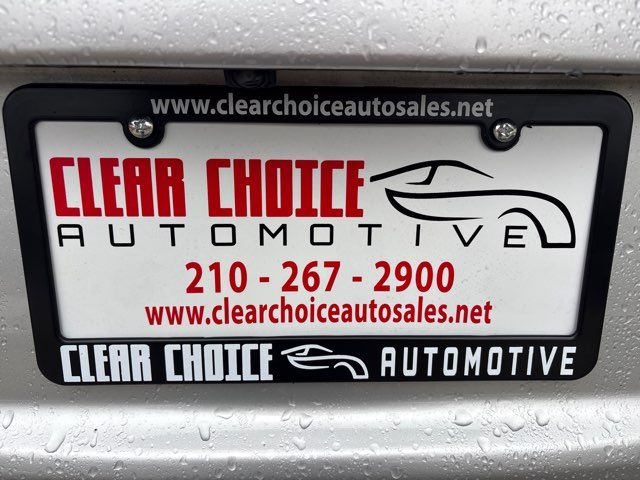 www.clearchoiceautosales.net
CLEAR CHOICE
AUTOMOTIVE
210 - 267 - 2900
www.clearchoiceautosales.net
CLEAR CHOICE AUTOMOTIVE